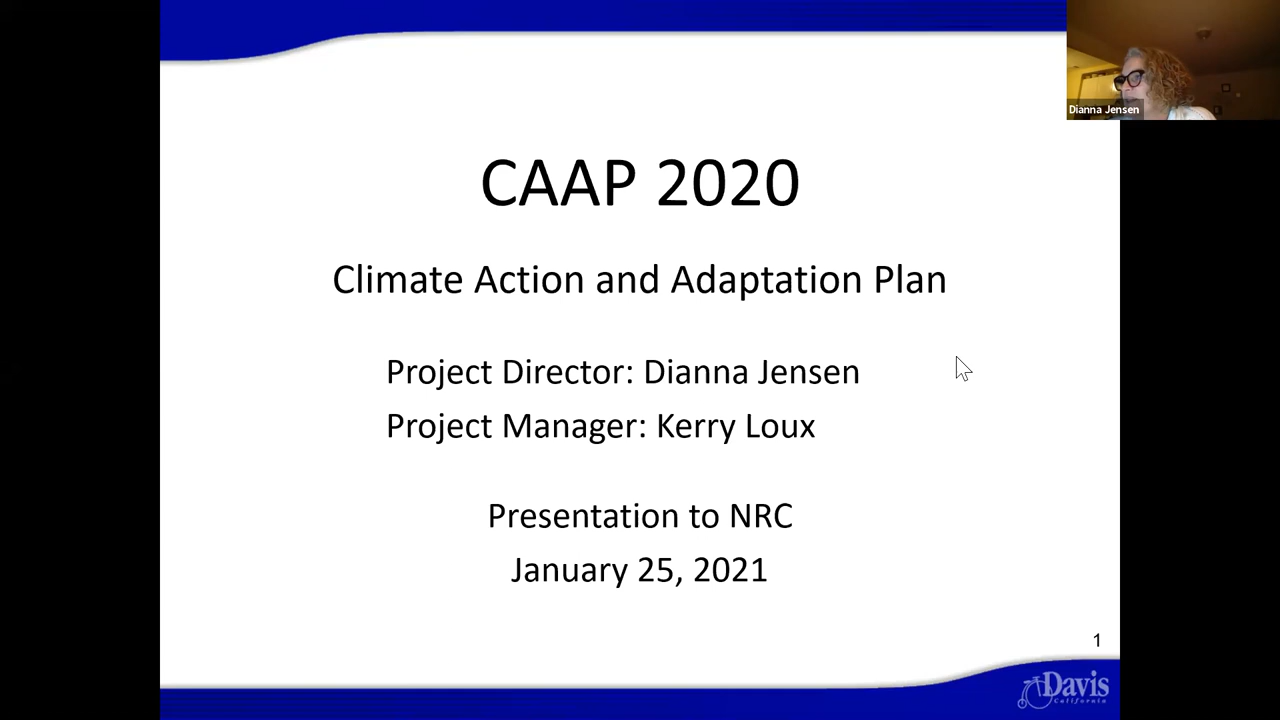 Dianna Jensen
CAAP 2020
Climate Action and Adaptation Plan
Project Director: Dianna Jensen
Project Manager: Kerry Loux
Presentation to NRC
January 25, 2021
1
Davis
California